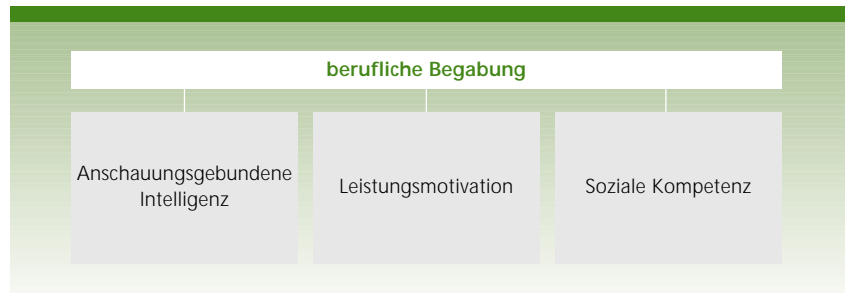 berufliche Begabung
Anschauungsgebundene
Intelligenz
Leistungsmotivation
Soziale Kompetenz